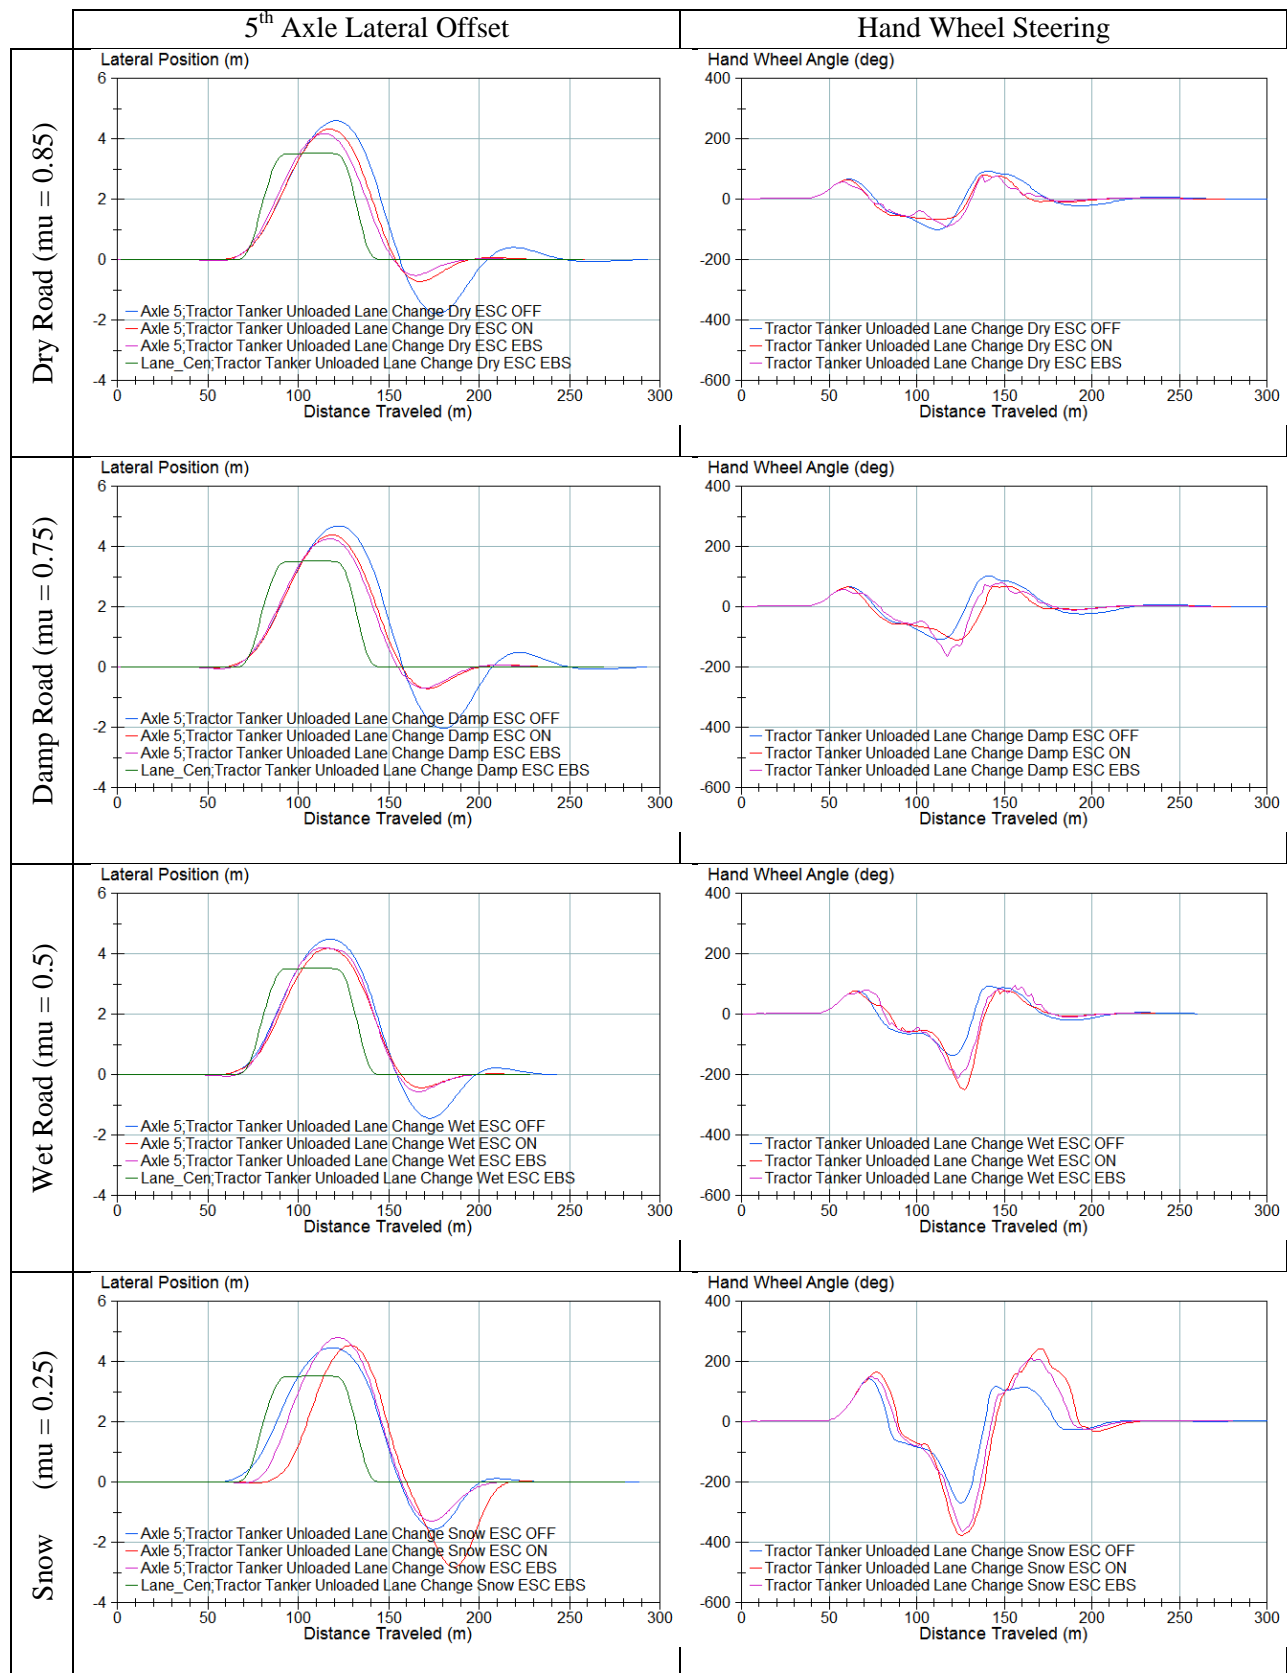 5th Axle Lateral Offset
Hand Wheel Steering
Dry Road (mu = 0.85)
Lateral Position (m)
6
4
2
0
-2
-4
Axle 5;Tractor Tanker Unloaded Lane Change Dry ESC OFF
Axle 5;Tractor Tanker Unloaded Lane Change Dry ESC ON
Axle 5;Tractor Tanker Unloaded Lane Change Dry ESC EBS
Lane_Cen;Tractor Tanker Unloaded Lane Change Dry ESC EBS
0 50 100 150 200 250 300
Distance Traveled (m)
Hand Wheel Angle (deg)
400
200
0
-200
-400
-600
Tractor Tanker Unloaded Lane Change Dry ESC OFF
Tractor Tanker Unloaded Lane Change Dry ESC ON
Tractor Tanker Unloaded Lane Change Dry ESC EBS
0 50 100 150 200 250 300
Distance Traveled (m)
Damp Road (mu = 0.75)
Lateral Position (m)
6
4
2
0
-2
-4
Axle 5;Tractor Tanker Unloaded Lane Change Damp ESC OFF
Axle 5;Tractor Tanker Unloaded Lane Change Damp ESC ON
Axle 5;Tractor Tanker Unloaded Lane Change Damp ESC EBS
Lane_Cen;Tractor Tanker Unloaded Lane Change Damp ESC EBS
0 50 100 150 200 250 300
Distance Traveled (m)
Hand Wheel Angle (deg)
400
200
0
-200
-400
-600
Tractor Tanker Unloaded Lane Change Damp ESC OFF
Tractor Tanker Unloaded Lane Change Damp ESC ON
Tractor Tanker Unloaded Lane Change Damp ESC EBS
0 50 100 150 200 250 300
Distance Traveled (m)
Wet Road (mu = 0.5)
Lateral Position (m)
6
4
2
0
-2
-4
Axle 5;Tractor Tanker Unloaded Lane Change Wet ESC OFF
Axle 5;Tractor Tanker Unloaded Lane Change Wet ESC ON
Axle 5;Tractor Tanker Unloaded Lane Change Wet ESC EBS
Lane_Cen;Tractor Tanker Unloaded Lane Change Wet ESC EBS
0 50 100 150 200 250 300
Distance Traveled (m)
Hand Wheel Angle (deg)
400
200
0
-200
-400
-600
Tractor Tanker Unloaded Lane Change Wet ESC OFF
Tractor Tanker Unloaded Lane Change Wet ESC ON
Tractor Tanker Unloaded Lane Change Wet ESC EBS
0 50 100 150 200 250 300
Distance Traveled (m)
Snow (mu = 0.25)
Lateral Position (m)
6
4
2
0
-2
-4
Axle 5;Tractor Tanker Unloaded Lane Change Snow ESC OFF
Axle 5;Tractor Tanker Unloaded Lane Change Snow ESC ON
Axle 5;Tractor Tanker Unloaded Lane Change Snow ESC EBS
Lane_Cen;Tractor Tanker Unloaded Lane Change Snow ESC EBS
0 50 100 150 200 250 300
Distance Traveled (m)
Hand Wheel Angle (deg)
400
200
0
-200
-400
-600
Tractor Tanker Unloaded Lane Change Snow ESC OFF
Tractor Tanker Unloaded Lane Change Snow ESC ON
Tractor Tanker Unloaded Lane Change Snow ESC EBS
0 50 100 150 200 250 300
Distance Traveled (m)